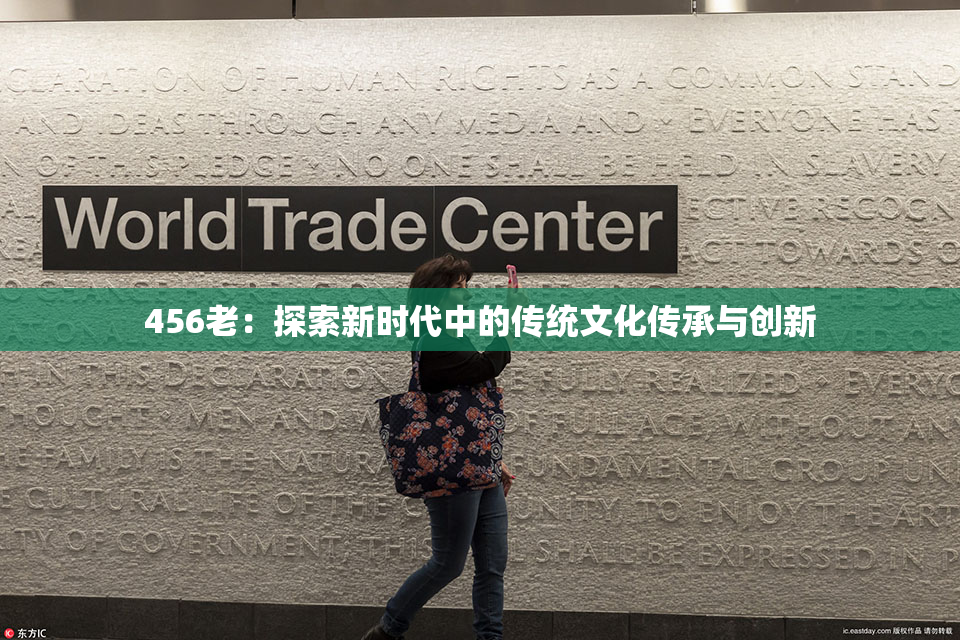 CLARATION OF HUMAN RIGHTS AS A COMMON STAND
AND IDEAS THROUGH ANY MEDIA AND EVERYONE HAS T
N OF THIS PLEDGE NO ONE SHALL BE HELD IN SLAVERY
ECTIVE RECOGN
World Trade Center
ACT TOWARDS O
456老：探索新时代中的传统文化传承与创新
H IN THIS DECLARATION BE FULLY REALIZED EVERYO
THOUGHT MEN AND OF FULL AGE, WITHO
E FAMILY IS THE NATURA FUNDAMENTAL GROUP
E CULTURAL LIFE OF THE UNITY, TO ENJOY THE ART
TY OF GOVERNMENT; THIS SHALL BE EXPRESSED IN P
东方IC
ic.eastday.com 版权作品 请勿转载